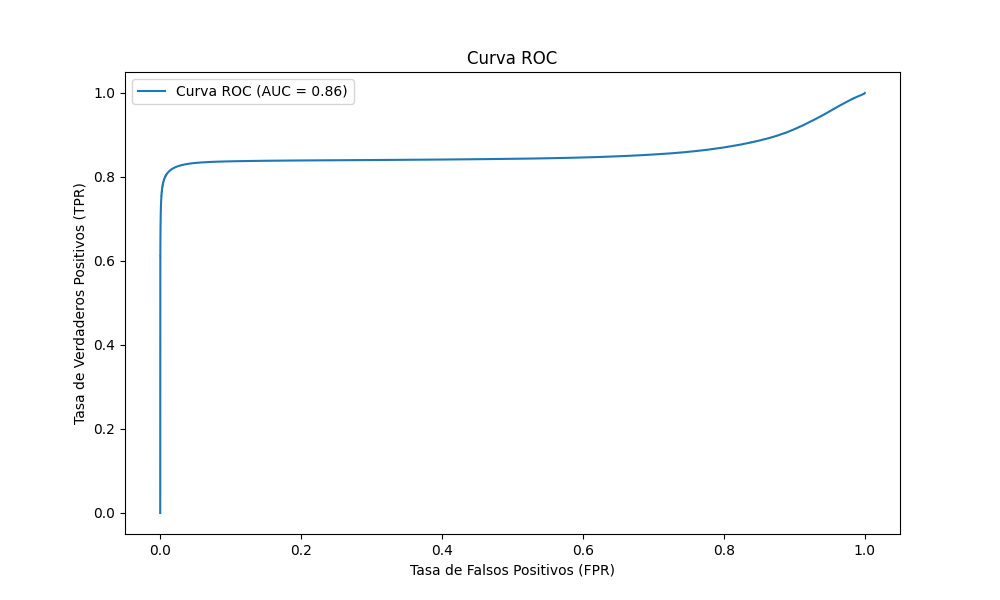 Curva ROC
Curva ROC (AUC = 0.86)
1.0
0.8
0.6
0.4
0.2
0.0
Tasa de Verdaderos Positivos (TPR)
0.0 0.2 0.4 0.6 0.8 1.0
Tasa de Falsos Positivos (FPR)